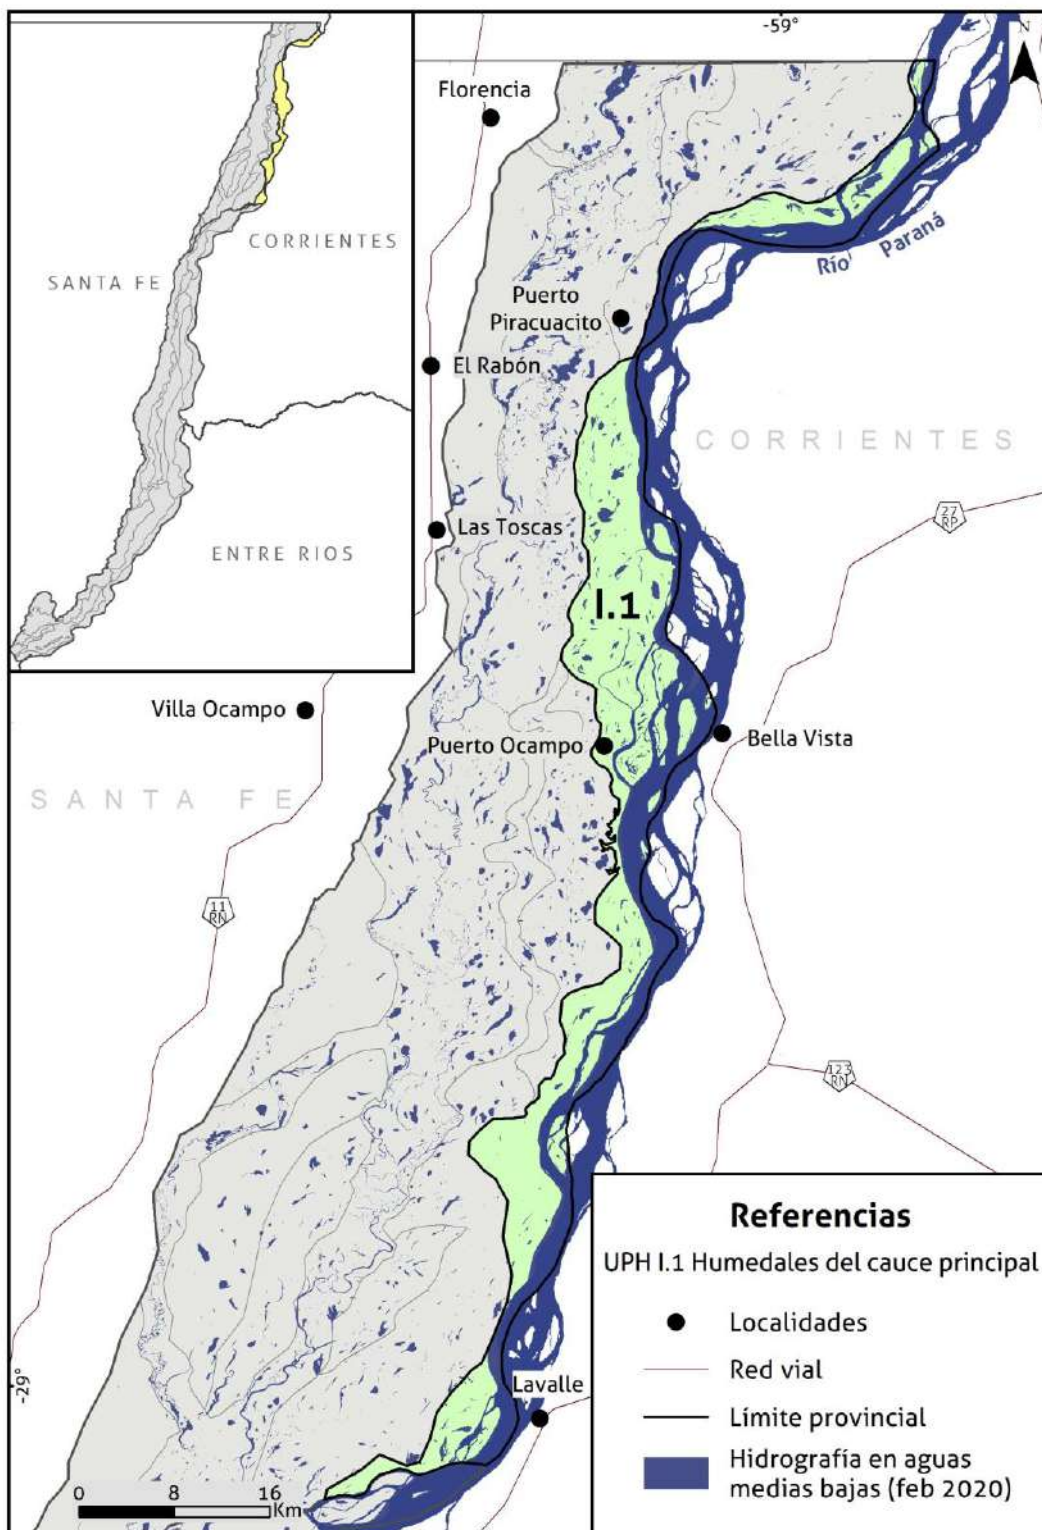 -59°
N
Florencia
CORRIENTES
SANTA FE
Río Paraná
Puerto
Piracuacito
El Rabón
CORRIENTES
27
RP
Las Toscas
ENTRE RIOS
I.1
Villa Ocampo
Puerto Ocampo
Bella Vista
SANTA FE
11
RN
123
RN
Referencias
UPH I.1 Humedales del cauce principal
Localidades
Red vial
Límite provincial
Hidrografía en aguas
medias bajas (feb 2020)
-29°
Lavalle
0 8 16
Km